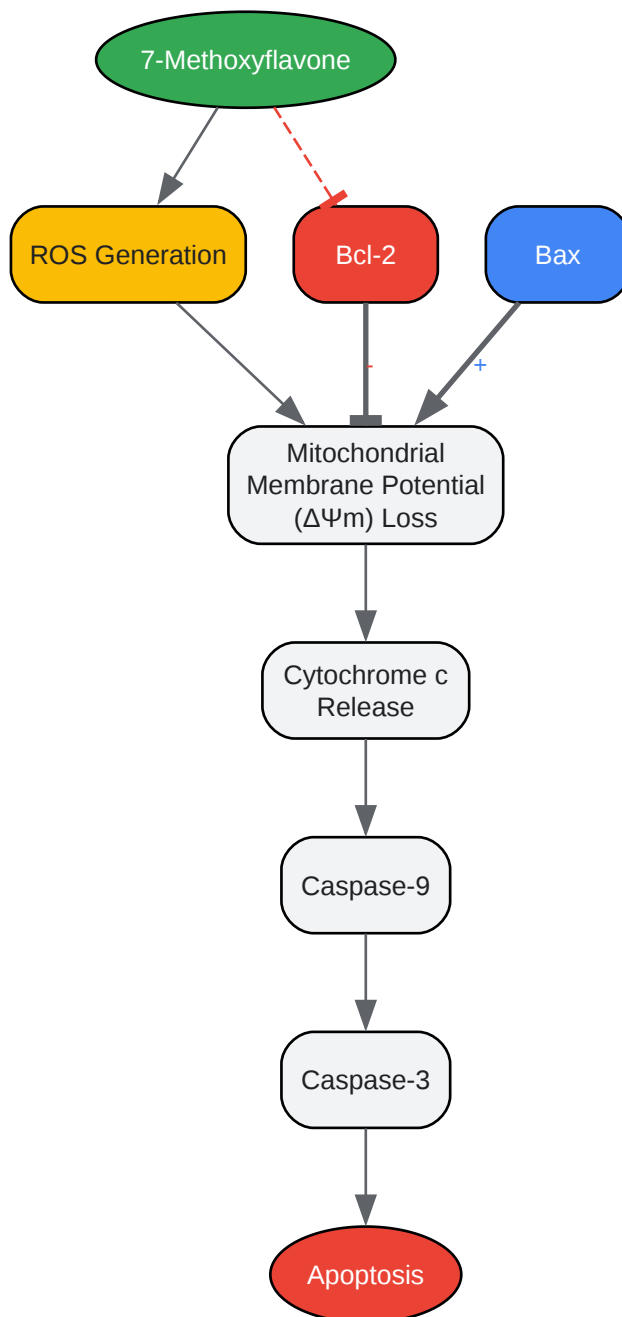 7-Methoxyflavone
ROS Generation
Bcl-2
Bax
-
+
Mitochondrial
Membrane Potential
(ΔΨm) Loss
Cytochrome c
Release
Caspase-9
Caspase-3
Apoptosis